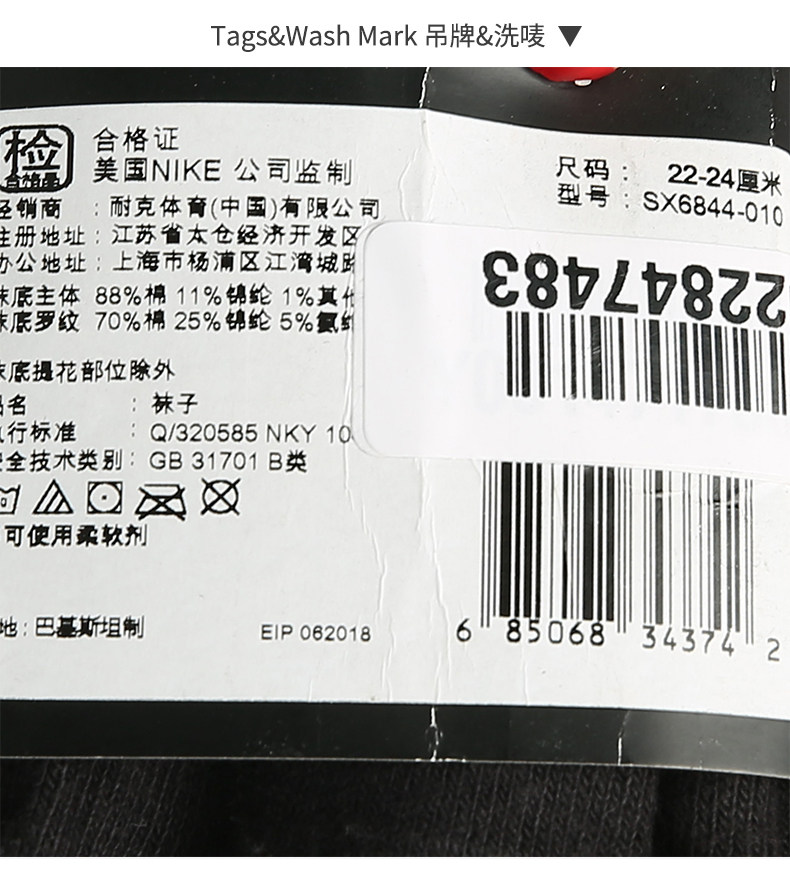 Tags&Wash Mark 吊牌&洗唛 ▼
检
合格品
合格证
美国NIKE 公司监制
经销商 : 耐克体育(中国)有限公司
注册地址 : 江苏省太仓经济开发区
办公地址 : 上海市杨浦区江湾城路
袜底主体 88%棉 11%锦纶 1%其他
袜底罗纹 70%棉 25%锦纶 5%氨纶
袜底提花部位除外
品名 : 袜子
执行标准 : Q/320585 NKY 10
安全技术类别 : GB 31701 B类
可使用柔软剂
地 : 巴基斯坦制
EIP 062018
尺码 : 22-24厘米
型号 : SX6844-010
22847483
6 85068 34374 2